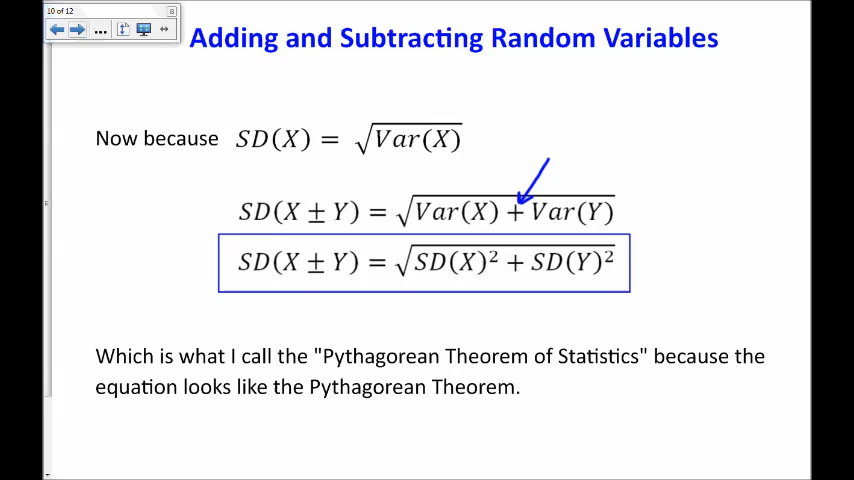 10 of 12
Adding and Subtracting Random Variables
Now because SD(X) = √Var(X)
SD(X ± Y) = √Var(X) + Var(Y)
SD(X ± Y) = √SD(X)² + SD(Y)²
Which is what I call the "Pythagorean Theorem of Statistics" because the
equation looks like the Pythagorean Theorem.